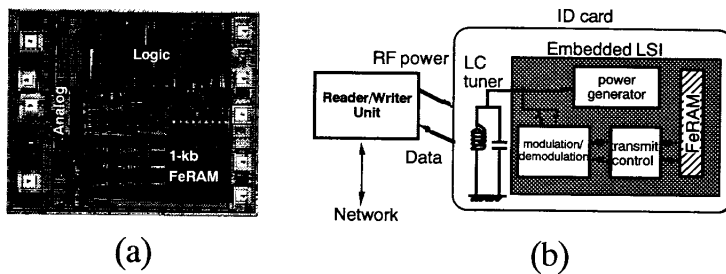 Analog
Logic
1-kb
FeRAM
(a)
ID card
RF power
Embedded LSI
LC
tuner
power
generator
Reader/Writer
Unit
modulation/
demodulation
transmit
control
FeRAM
Data
Network
(b)